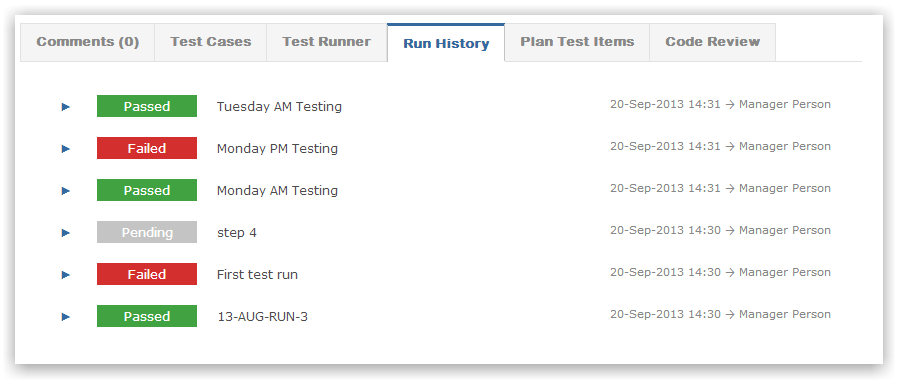 Comments (0) Test Cases Test Runner Run History Plan Test Items Code Review
Passed Tuesday AM Testing 20-Sep-2013 14:31 → Manager Person
Failed Monday PM Testing 20-Sep-2013 14:31 → Manager Person
Passed Monday AM Testing 20-Sep-2013 14:31 → Manager Person
Pending step 4 20-Sep-2013 14:30 → Manager Person
Failed First test run 20-Sep-2013 14:30 → Manager Person
Passed 13-AUG-RUN-3 20-Sep-2013 14:30 → Manager Person